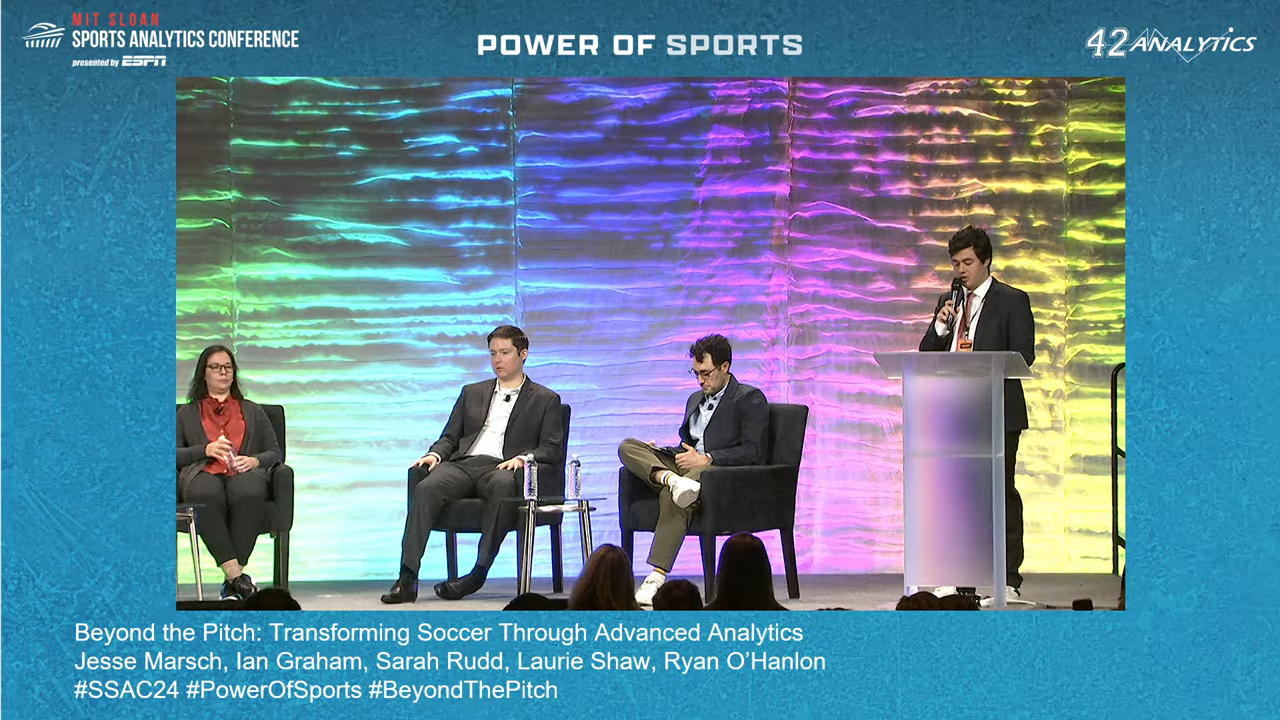 MIT SLOAN
SPORTS ANALYTICS CONFERENCE
presented by ESPN
POWER OF SPORTS
42 ANALYTICS
Beyond the Pitch: Transforming Soccer Through Advanced Analytics
Jesse Marsch, Ian Graham, Sarah Rudd, Laurie Shaw, Ryan O’Hanlon
#SSAC24 #PowerOfSports #BeyondThePitch